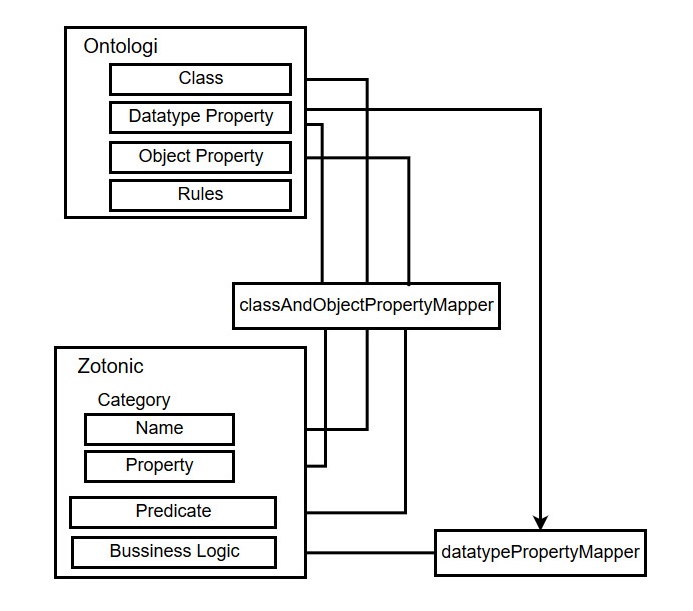 Ontologi
Class
Datatype Property
Object Property
Rules
classAndObjectPropertyMapper
Zotonic
Category
Name
Property
Predicate
Bussiness Logic
datatypePropertyMapper